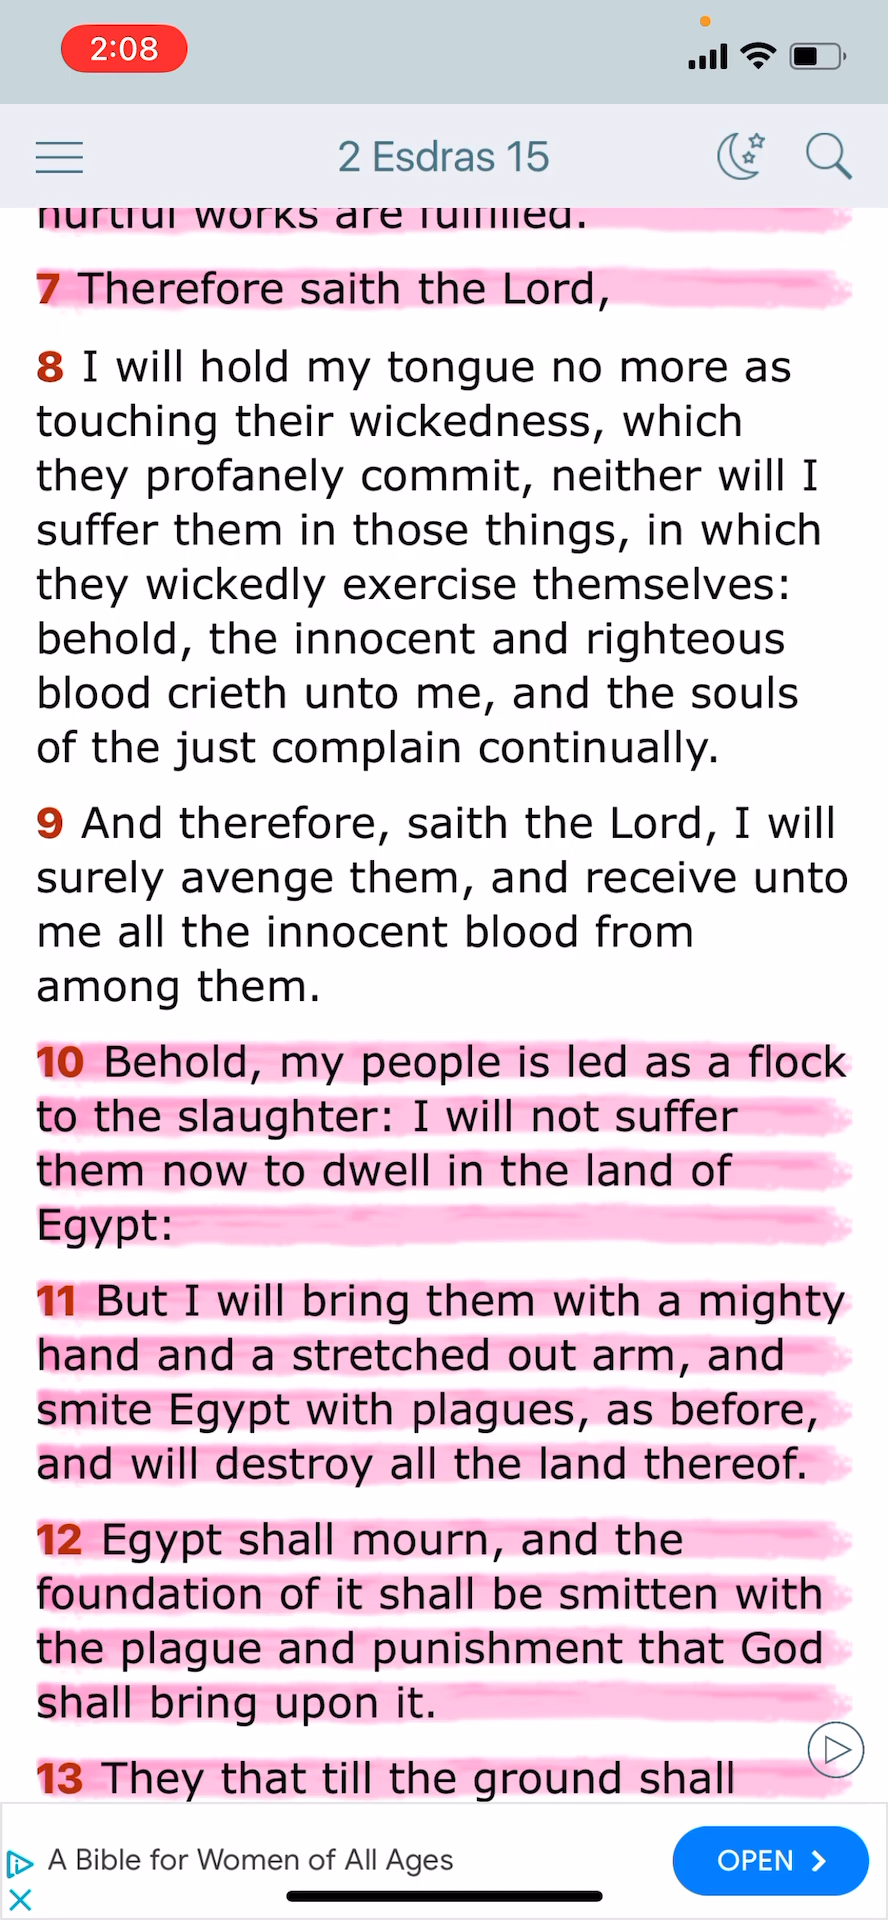 2:08
2 Esdras 15
hurtful works are fulfilled.
7 Therefore saith the Lord,
8 I will hold my tongue no more as
touching their wickedness, which
they profanely commit, neither will I
suffer them in those things, in which
they wickedly exercise themselves:
behold, the innocent and righteous
blood crieth unto me, and the souls
of the just complain continually.
9 And therefore, saith the Lord, I will
surely avenge them, and receive unto
me all the innocent blood from
among them.
10 Behold, my people is led as a flock
to the slaughter: I will not suffer
them now to dwell in the land of
Egypt:
11 But I will bring them with a mighty
hand and a stretched out arm, and
smite Egypt with plagues, as before,
and will destroy all the land thereof.
12 Egypt shall mourn, and the
foundation of it shall be smitten with
the plague and punishment that God
shall bring upon it.
13 They that till the ground shall
A Bible for Women of All Ages
OPEN